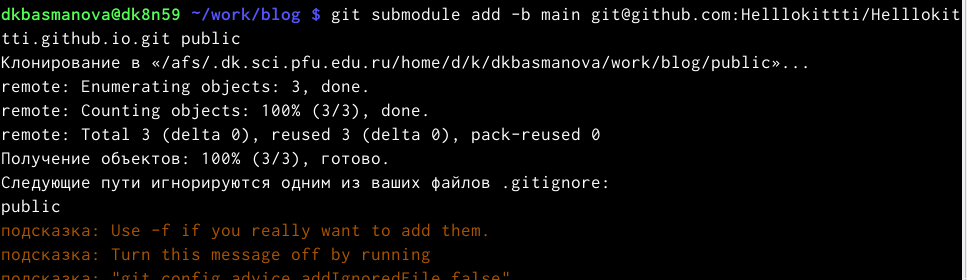 dkbasmanova@dk8n59 ~/work/blog $ git submodule add -b main git@github.com:Helllokittti/Helllokit
tti.github.io.git public
Клонирование в «/afs/.dk.sci.pfu.edu.ru/home/d/k/dkbasmanova/work/blog/public»...
remote: Enumerating objects: 3, done.
remote: Counting objects: 100% (3/3), done.
remote: Total 3 (delta 0), reused 3 (delta 0), pack-reused 0
Получение объектов: 100% (3/3), готово.
Следующие пути игнорируются одним из ваших файлов .gitignore:
public
подсказка: Use -f if you really want to add them.
подсказка: Turn this message off by running
подсказка: "git config advice.addIgnoredFile false"